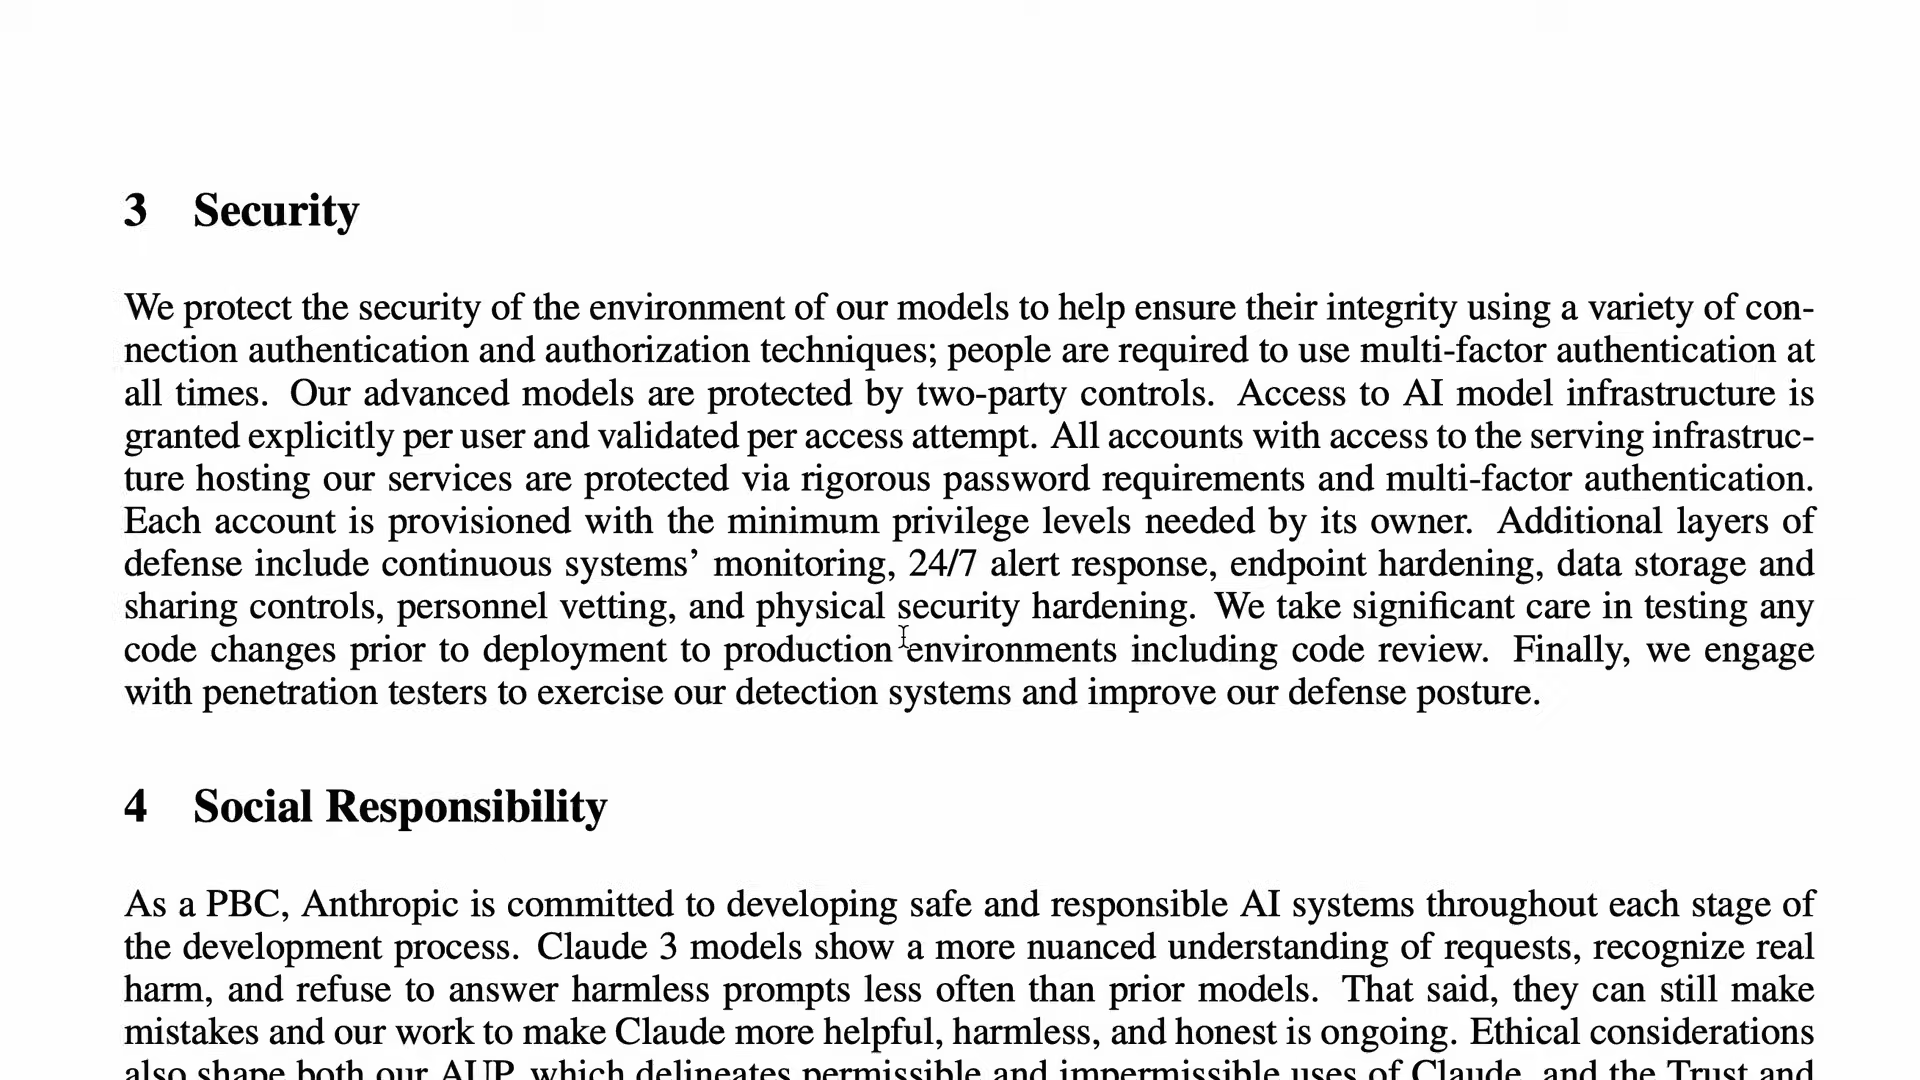 3 Security
We protect the security of the environment of our models to help ensure their integrity using a variety of con-
nection authentication and authorization techniques; people are required to use multi-factor authentication at
all times. Our advanced models are protected by two-party controls. Access to AI model infrastructure is
granted explicitly per user and validated per access attempt. All accounts with access to the serving infrastruc-
ture hosting our services are protected via rigorous password requirements and multi-factor authentication.
Each account is provisioned with the minimum privilege levels needed by its owner. Additional layers of
defense include continuous systems’ monitoring, 24/7 alert response, endpoint hardening, data storage and
sharing controls, personnel vetting, and physical security hardening. We take significant care in testing any
code changes prior to deployment to production environments including code review. Finally, we engage
with penetration testers to exercise our detection systems and improve our defense posture.
4 Social Responsibility
As a PBC, Anthropic is committed to developing safe and responsible AI systems throughout each stage of
the development process. Claude 3 models show a more nuanced understanding of requests, recognize real
harm, and refuse to answer harmless prompts less often than prior models. That said, they can still make
mistakes and our work to make Claude more helpful, harmless, and honest is ongoing. Ethical considerations
also shape both our AUP, which delineates permissible and impermissible uses of Claude, and the Trust and